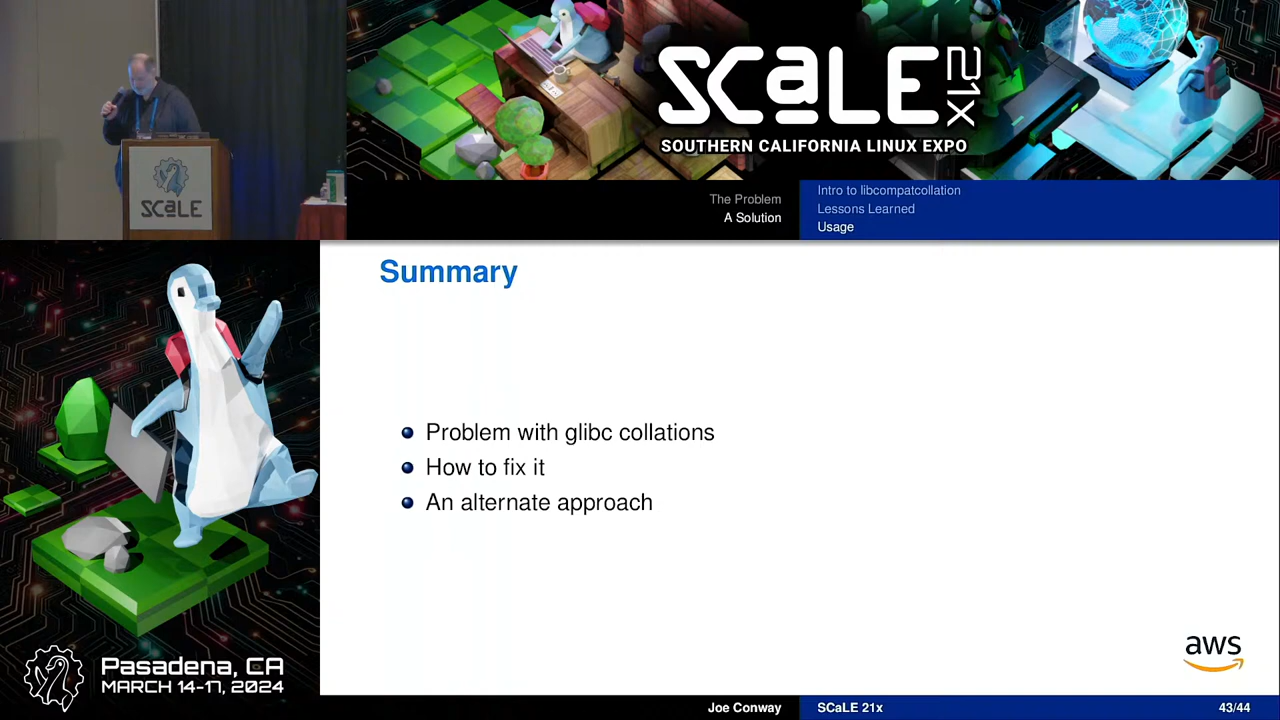 SCALE 21X
SOUTHERN CALIFORNIA LINUX EXPO
SCALE
The Problem
A Solution
Intro to libcompatcollation
Lessons Learned
Usage
Summary
Problem with glibc collations
How to fix it
An alternate approach
aws
Pasadena, CA
MARCH 14-17, 2024
Joe Conway
SCaLE 21x
43/44